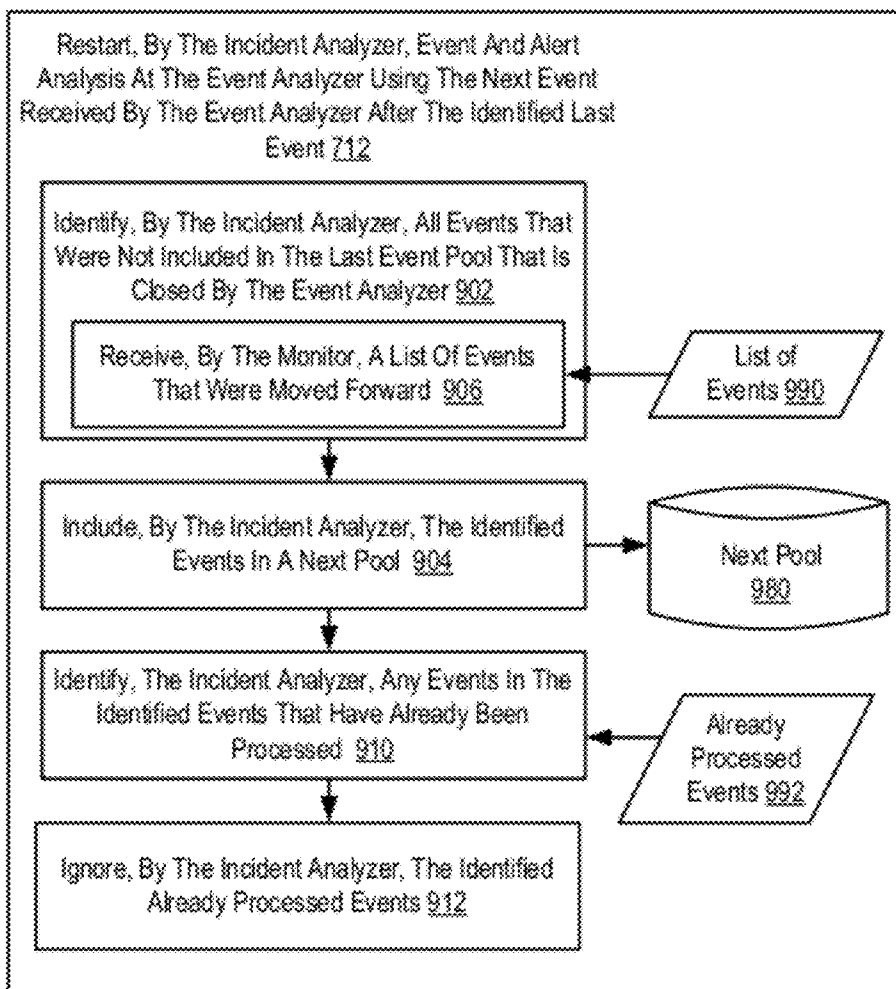 Restart, By The Incident Analyzer, Event And Alert
Analysis At The Event Analyzer Using The Next Event
Received By The Event Analyzer After The Identified Last
Event 712
Identify, By The Incident Analyzer, All Events That
Were Not Included In The Last Event Pool That Is
Closed By The Event Analyzer 902
Receive, By The Monitor, A List Of Events
That Were Moved Forward 906
List of
Events 990
Include, By The Incident Analyzer, The Identified
Events In A Next Pool 904
Next Pool
980
Identify, The Incident Analyzer, Any Events In The
Identified Events That Have Already Been
Processed 910
Already
Processed
Events 992
Ignore, By The Incident Analyzer, The Identified
Already Processed Events 912